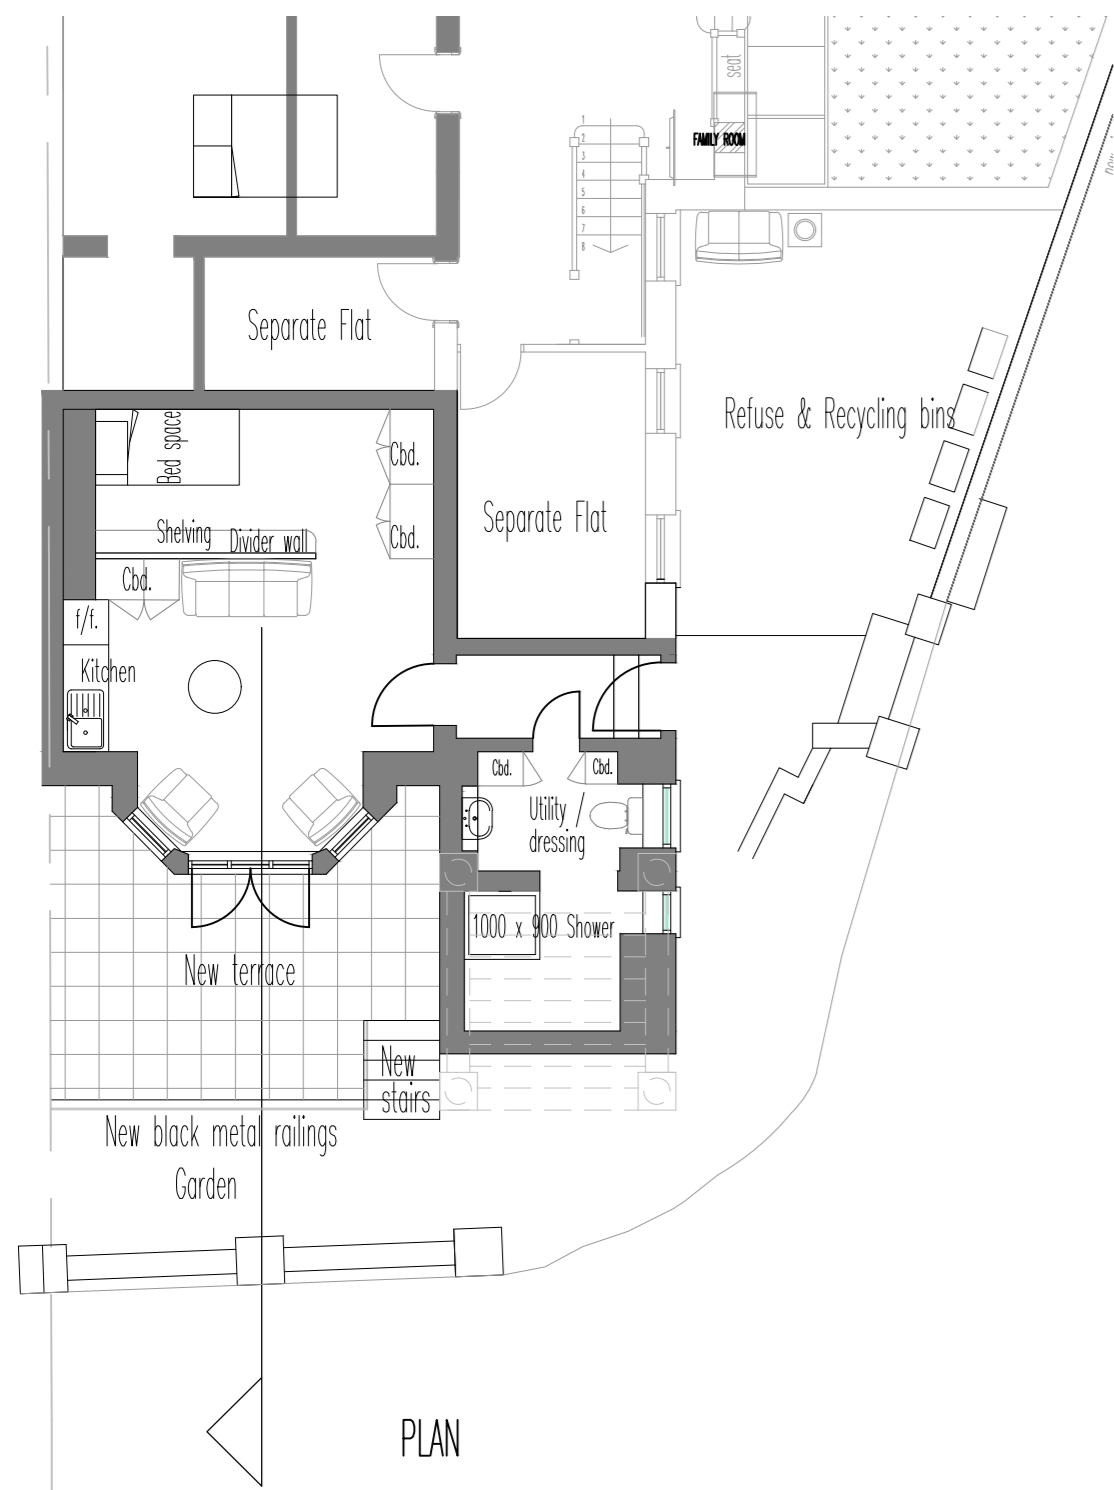 seat
FAMILY ROOM
1
2
3
4
5
6
7
8
Separate Flat
Refuse & Recycling bins
Bed space
Cbd.
Shelving
Divider wall
Cbd.
Separate Flat
Cbd.
f/f.
Kitchen
Cbd.
Cbd.
Utility /
dressing
1000 x 900 Shower
New terrace
New
stairs
New black metal railings
Garden
PLAN